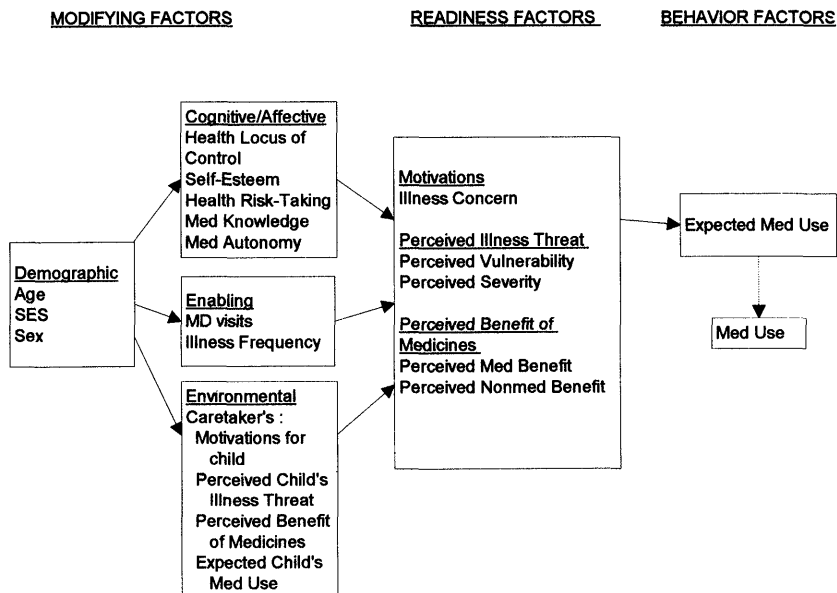 MODIFYING FACTORS
READINESS FACTORS
BEHAVIOR FACTORS
Demographic
Age
SES
Sex
Cognitive/Affective
Health Locus of
Control
Self-Esteem
Health Risk-Taking
Med Knowledge
Med Autonomy
Enabling
MD visits
Illness Frequency
Environmental
Caretaker's :
Motivations for
child
Perceived Child's
Illness Threat
Perceived Benefit
of Medicines
Expected Child's
Med Use
Motivations
Illness Concern
Perceived Illness Threat
Perceived Vulnerability
Perceived Severity
Perceived Benefit of
Medicines
Perceived Med Benefit
Perceived Nonmed Benefit
Expected Med Use
Med Use